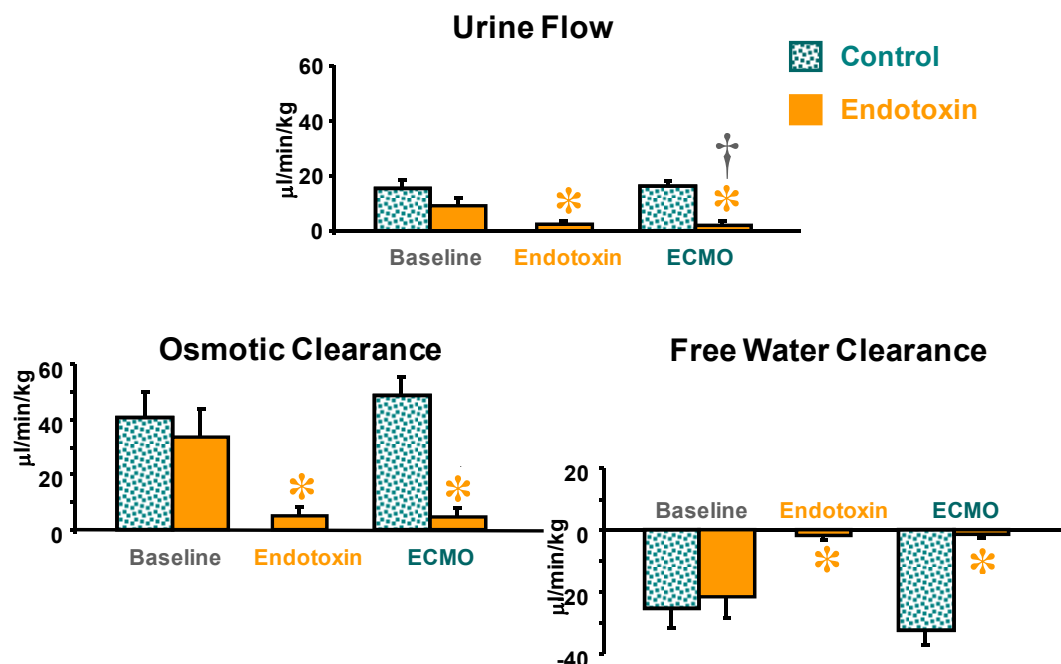 Urine Flow
Control
Endotoxin
µl/min/kg
60
40
20
0
†
*
*
Baseline Endotoxin ECMO
Osmotic Clearance
µl/min/kg
60
40
20
0
*
*
Baseline Endotoxin ECMO
Free Water Clearance
µl/min/kg
20
0
-20
-40
Baseline Endotoxin ECMO
*
*